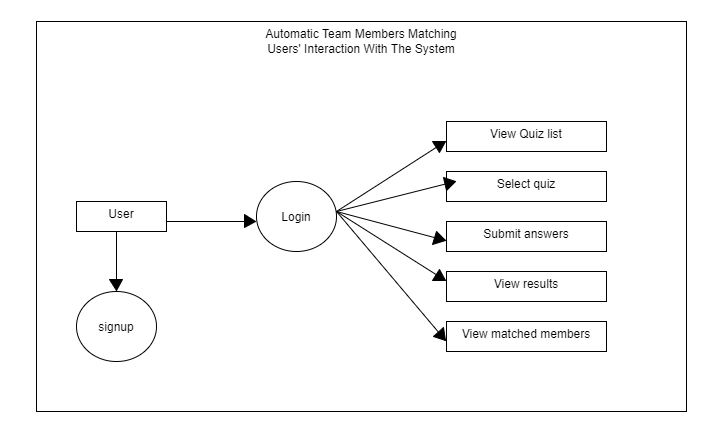 Automatic Team Members Matching
Users' Interaction With The System
View Quiz list
Select quiz
User
Login
Submit answers
View results
signup
View matched members